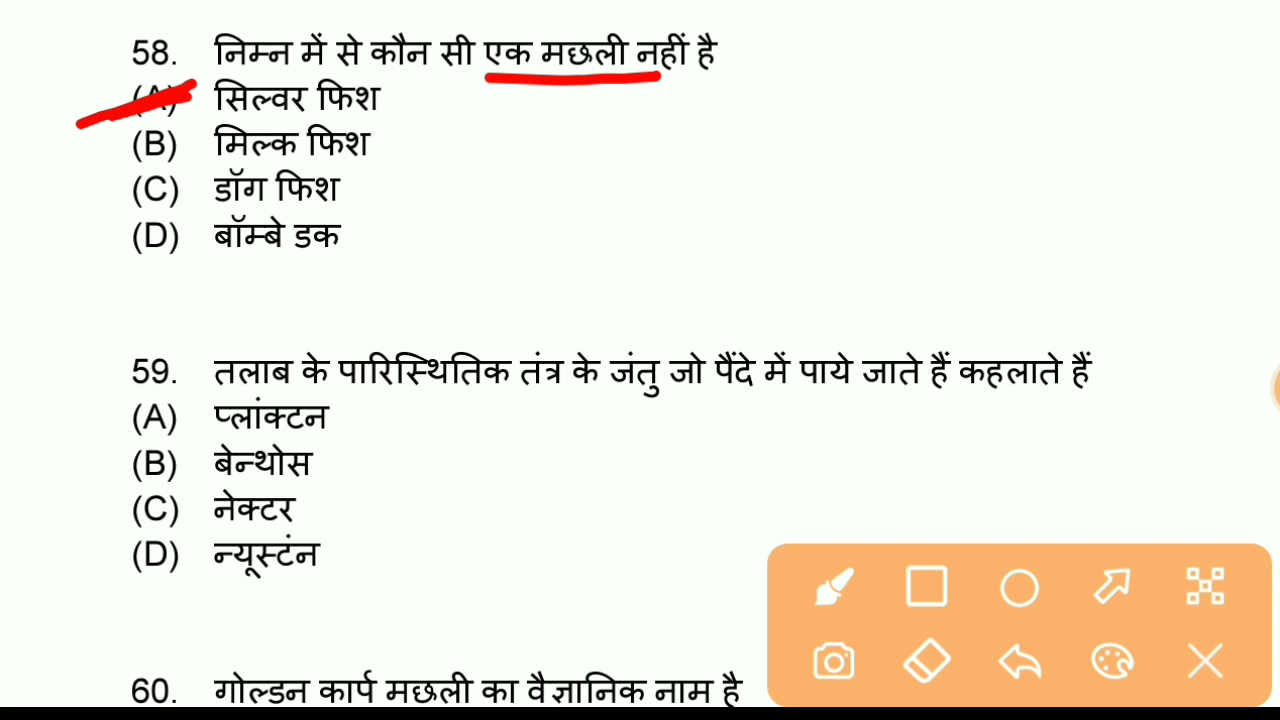 58. निम्न में से कौन सी एक मछली नहीं है
(A) सिल्वर फिश
(B) मिल्क फिश
(C) डॉग फिश
(D) बॉम्बे डक
59. तलाब के पारिस्थितिक तंत्र के जंतु जो पैंदे में पाये जाते हैं कहलाते हैं
(A) प्लांक्टन
(B) बेन्थोस
(C) नेक्टर
(D) न्यूस्टंन
60. गोल्डन कार्प मछली का वैज्ञानिक नाम है